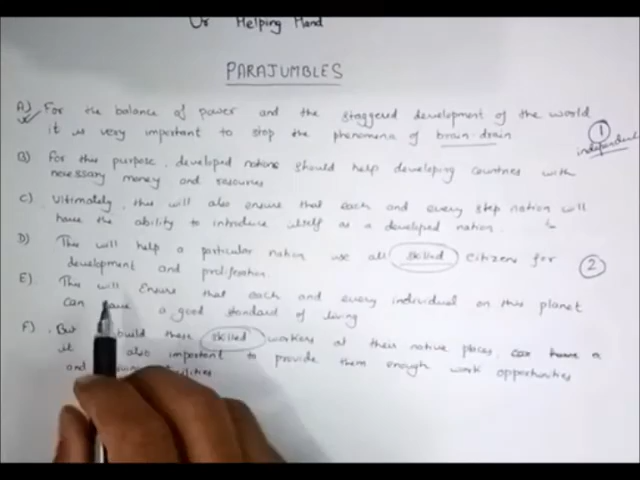 Ur Helping Hand
PARAJUMBLES
A) For the balance of power and the staggered development of the world
it is very important to stop the phenomena of brain-drain
1
independent
B) For this purpose, developed nations should help developing countries with
necessary money and resources
C) Ultimately, this will also ensure that each and every step nation will
have the ability to introduce itself as a developed nation.
D) This will help a particular nation use all skilled citizens for
development and proliferation.
2
E) This will Ensure that each and every individual on this planet
can have a good standard of living
F) But build these skilled workers at their native places,
it also important to provide them enough work opportunities
and